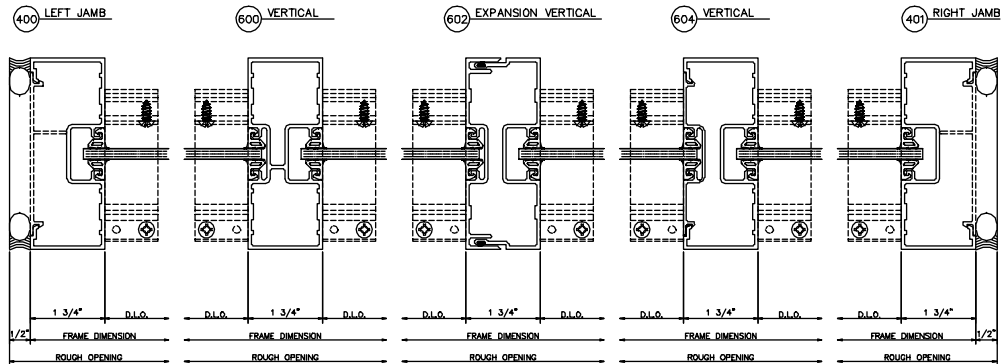 400 LEFT JAMB
600 VERTICAL
602 EXPANSION VERTICAL
604 VERTICAL
401 RIGHT JAMB
1/2" 1 3/4" D.L.O.
FRAME DIMENSION
ROUGH OPENING
D.L.O. 1 3/4" D.L.O.
FRAME DIMENSION
ROUGH OPENING
D.L.O. 1 3/4" D.L.O.
FRAME DIMENSION
ROUGH OPENING
D.L.O. 1 3/4" D.L.O.
FRAME DIMENSION
ROUGH OPENING
D.L.O. 1 3/4" 1/2"
FRAME DIMENSION
ROUGH OPENING